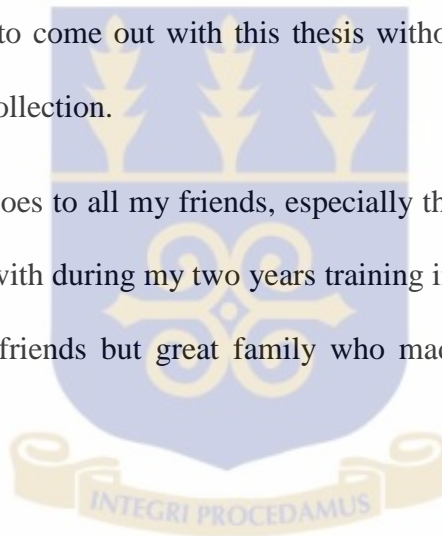 to come out with this thesis witho
ollection.
oes to all my friends, especially th
with during my two years training i
friends but great family who mad
INTEGRI PROCEDAMUS